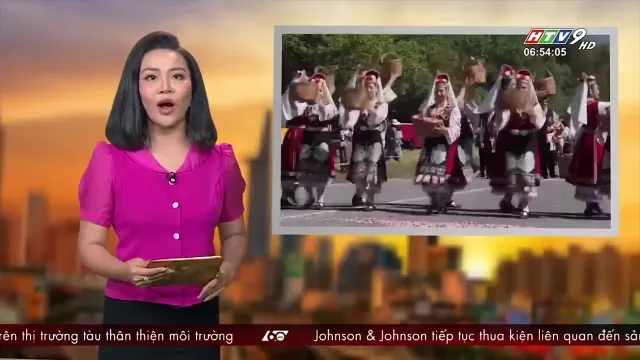 HTV9 HD
06:54:05
rên thị trường tàu thân thiện môi trường 60 Johnson & Johnson tiếp tục thua kiện liên quan đến sả